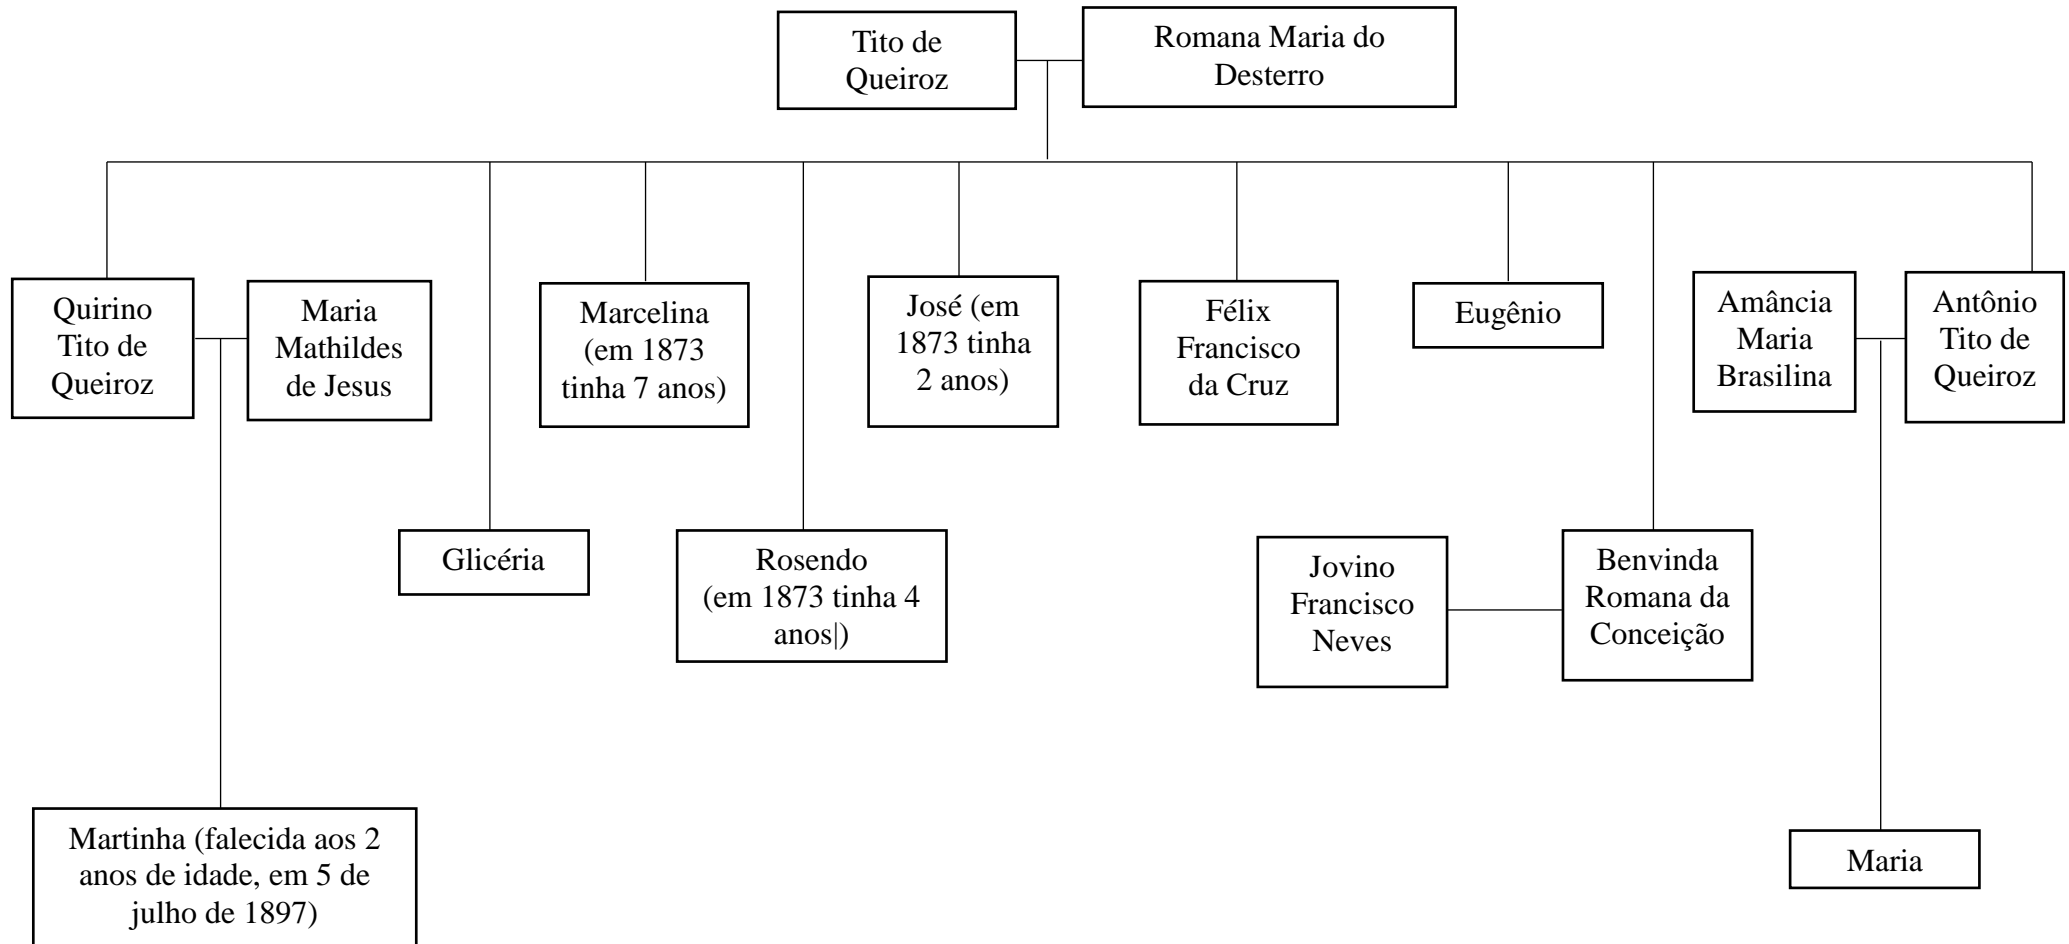 Tito de
Queiroz
Romana Maria do
Desterro
Quirino
Tito de
Queiroz
Maria
Mathildes
de Jesus
Marcelina
(em 1873
tinha 7 anos)
José (em
1873 tinha
2 anos)
Félix
Francisco
da Cruz
Eugênio
Amância
Maria
Brasilina
Antônio
Tito de
Queiroz
Glicéria
Rosendo
(em 1873 tinha 4
anos|)
Jovino
Francisco
Neves
Benvinda
Romana da
Conceição
Martinha (falecida aos 2
anos de idade, em 5 de
julho de 1897)
Maria